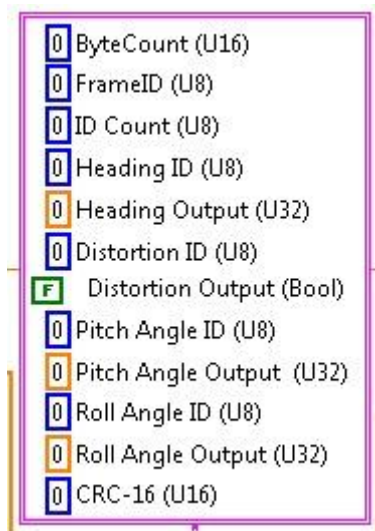 0 ByteCount (U16)
0 FrameID (U8)
0 ID Count (U8)
0 Heading ID (U8)
0 Heading Output (U32)
0 Distortion ID (U8)
F Distortion Output (Bool)
0 Pitch Angle ID (U8)
0 Pitch Angle Output (U32)
0 Roll Angle ID (U8)
0 Roll Angle Output (U32)
0 CRC-16 (U16)